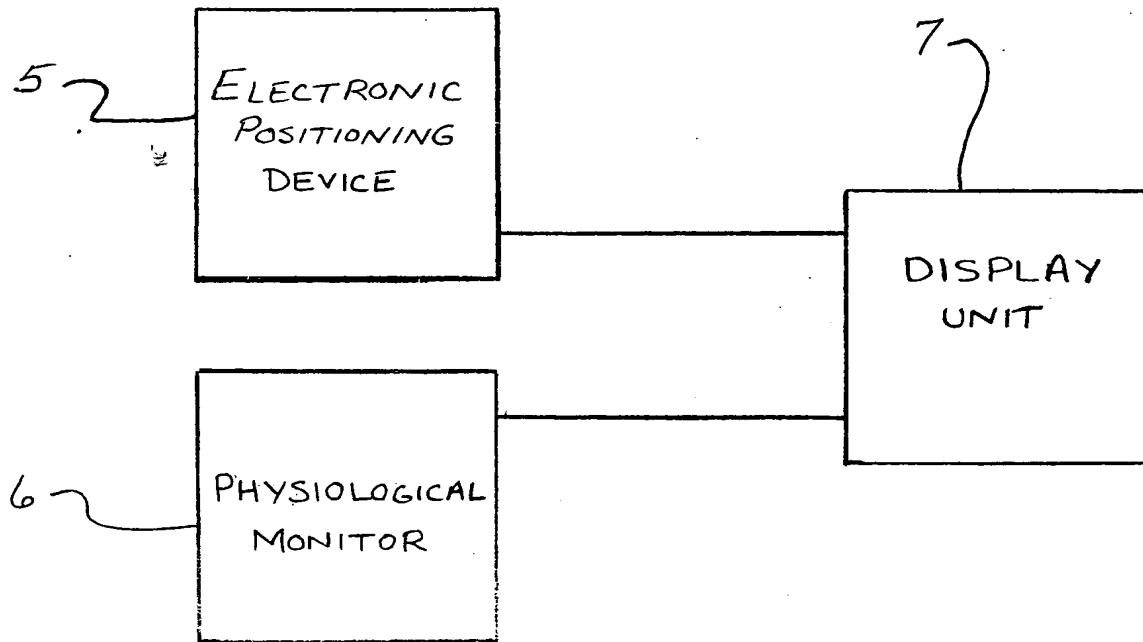 5
ELECTRONIC
POSITIONING
DEVICE
7
DISPLAY
UNIT
6
PHYSIOLOGICAL
MONITOR